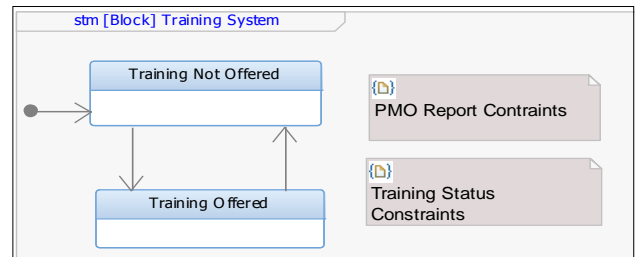 stm [Block] Training System
Training Not Offered
{} PMO Report Contraints
Training Offered
{} Training Status
Constraints